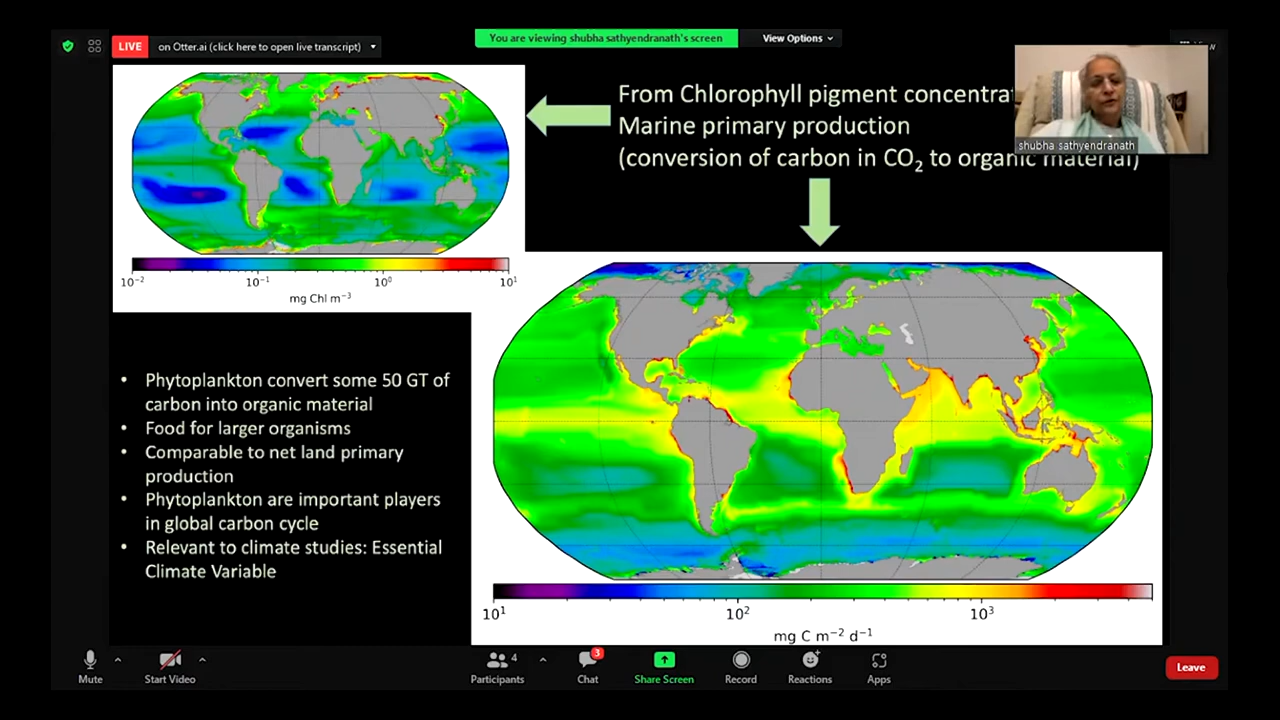 LIVE
on Otter.ai (click here to open live transcript)
You are viewing shubha sathyendranath's screen
View Options
From Chlorophyll pigment
Marine primary production
(conversion of carbon in CO₂ to organic material)
shubha sathyendranath
10⁻² 10⁻¹ 10⁰ 10¹
mg Chl m⁻³
• Phytoplankton convert some 50 GT of
carbon into organic material
• Food for larger organisms
• Comparable to net land primary
production
• Phytoplankton are important players
in global carbon cycle
• Relevant to climate studies: Essential
Climate Variable
10¹ 10² 10³
mg C m⁻² d⁻¹
Mute
Start Video
4
Participants
3
Chat
Share Screen
Record
Reactions
Apps
Leave